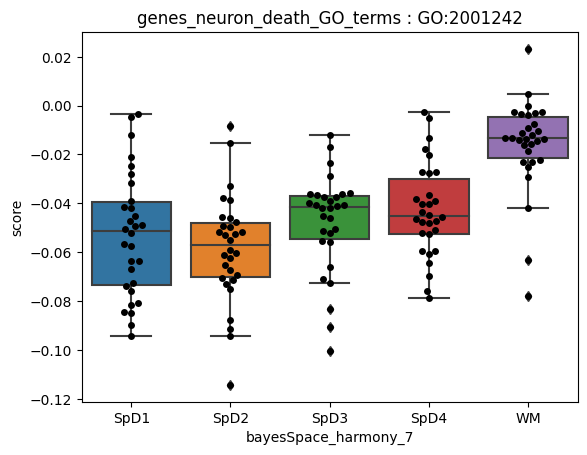 genes_neuron_death_GO_terms : GO:2001242
0.02
0.00
−0.02
−0.04
−0.06
−0.08
−0.10
−0.12
score
SpD1 SpD2 SpD3 SpD4 WM
bayesSpace_harmony_7